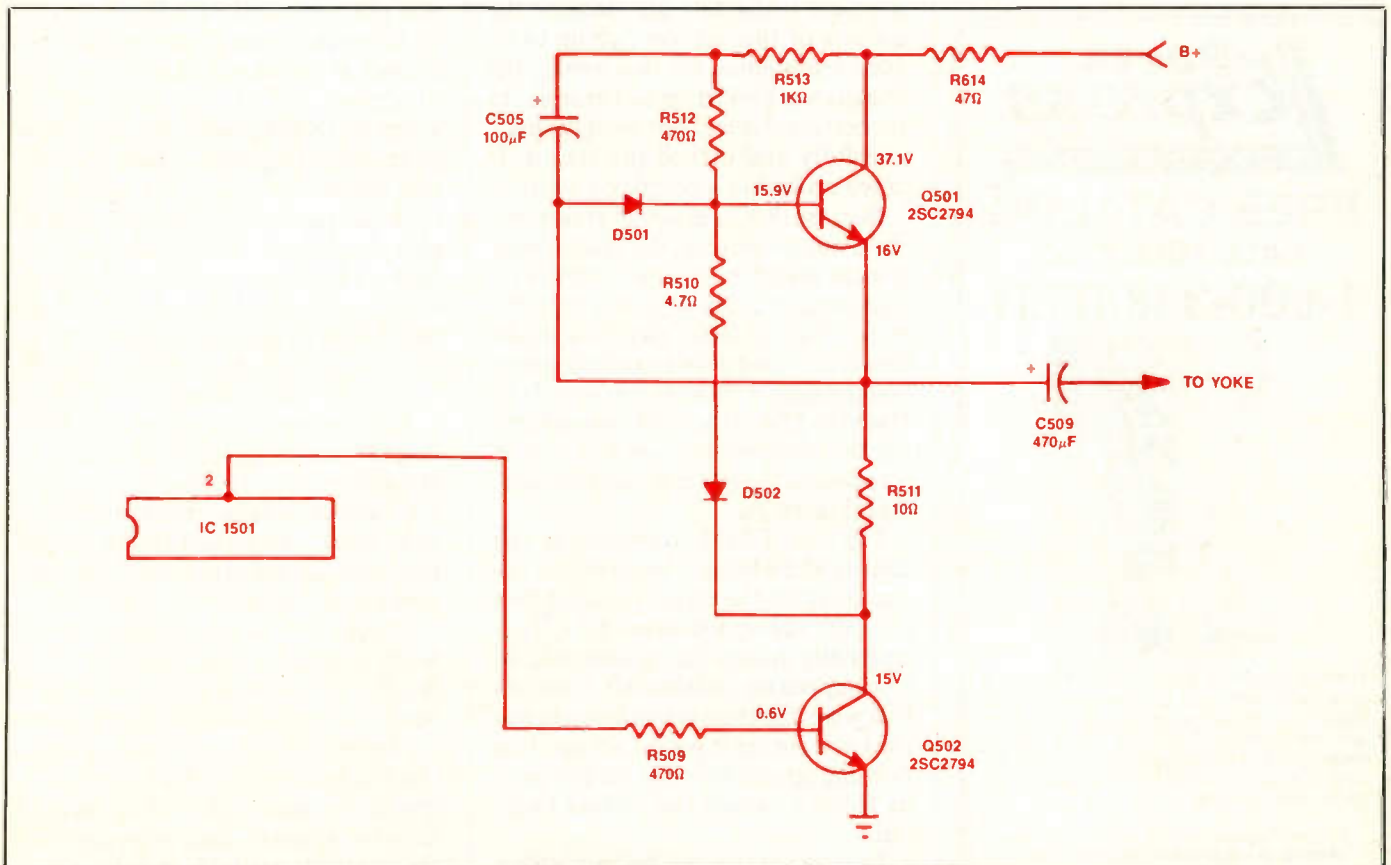 B+
R513
1KΩ
R614
47Ω
+
C505
100μF
R512
470Ω
37.1V
15.9V
Q501
2SC2794
D501
16V
R510
4.7Ω
+
TO YOKE
C509
470μF
2
D502
R511
10Ω
IC 1501
15V
0.6V
Q502
2SC2794
R509
470Ω